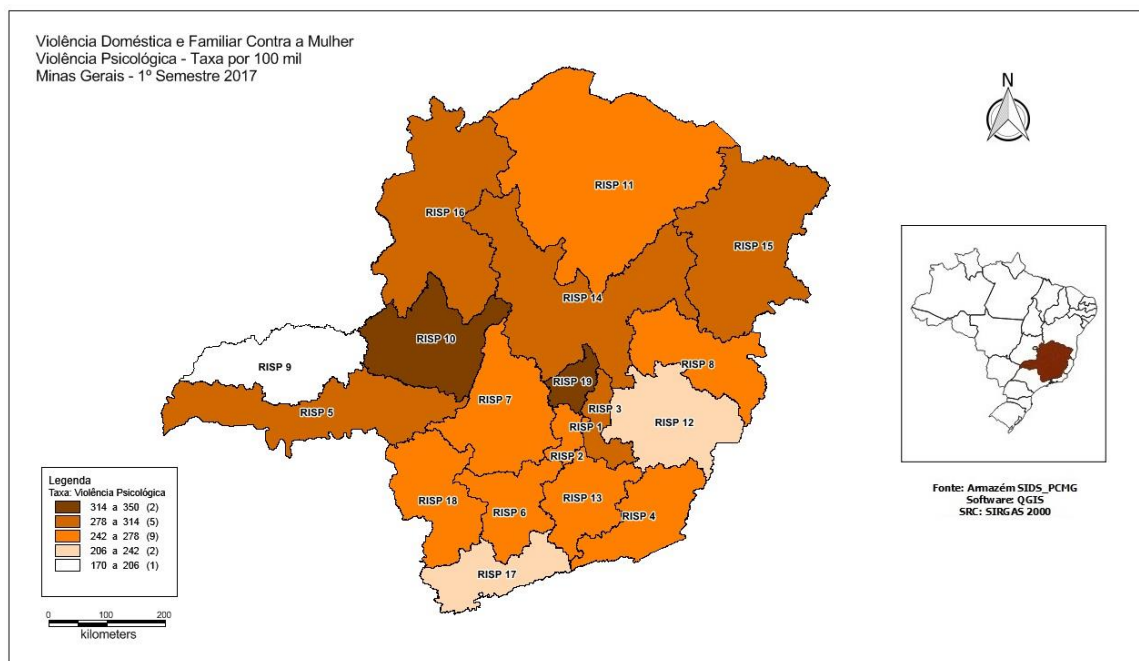 Violência Doméstica e Familiar Contra a Mulher
Violência Psicológica - Taxa por 100 mil
Minas Gerais - 1º Semestre 2017
N
RISP 11
RISP 16
RISP 15
RISP 14
RISP 10
RISP 9
RISP 8
RISP 19
RISP 5
RISP 7
RISP 3
RISP 1
RISP 12
RISP 2
RISP 18
RISP 6
RISP 13
RISP 4
RISP 17
Legenda
Taxa: Violência Psicológica
314 a 350 (2)
278 a 314 (5)
242 a 278 (9)
206 a 242 (2)
170 a 206 (1)
0 100 200
kilometers
Fonte: Armazém SIDS_PCMG
Software: QGIS
SRC: SIRGAS 2000